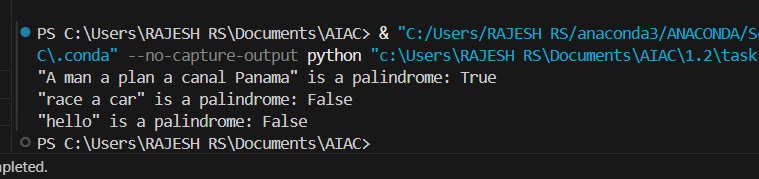 PS C:\Users\RAJESH RS\Documents\AIAC> & "C:/Users/RAJESH RS/anaconda3/ANACONDA/S
C\.conda" --no-capture-output python "c:\Users\RAJESH RS\Documents\AIAC\1.2\task
"A man a plan a canal Panama" is a palindrome: True
"race a car" is a palindrome: False
"hello" is a palindrome: False
PS C:\Users\RAJESH RS\Documents\AIAC>
mpleted.